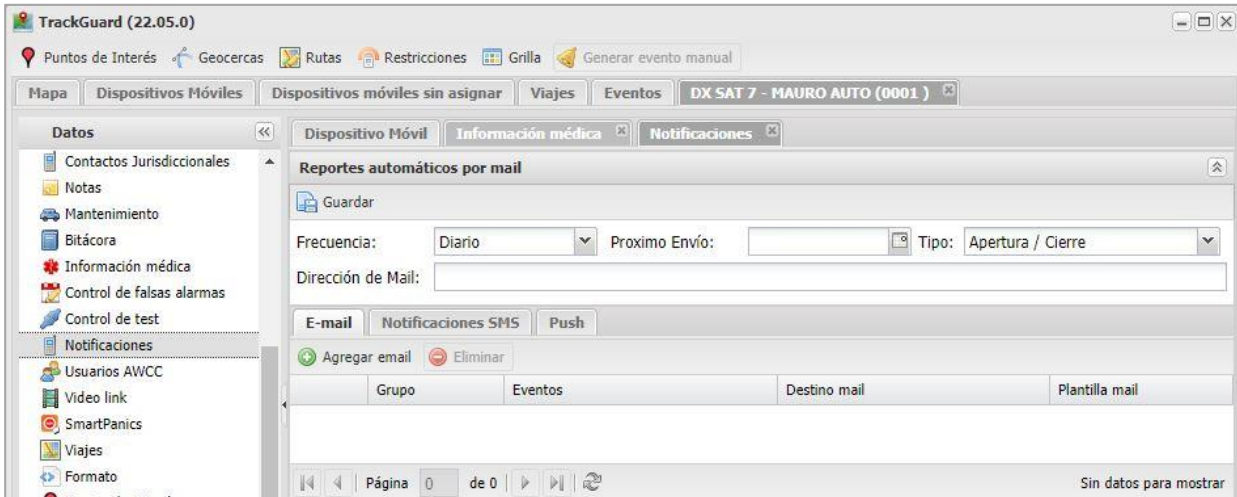 TrackGuard (22.05.0)
Puntos de Interés Geocercas Rutas Restricciones Grilla Generar evento manual
Mapa Dispositivos Móviles Dispositivos móviles sin asignar Viajes Eventos DX SAT 7 - MAURO AUTO (0001 )
Datos
Contactos Jurisdiccionales
Notas
Mantenimiento
Bitácora
Información médica
Control de falsas alarmas
Control de test
Notificaciones
Usuarios AWCC
Video link
SmartPanics
Viajes
Formato
Dispositivo Móvil Información médica Notificaciones
Reportes automáticos por mail
Guardar
Frecuencia: Diario Proximo Envío: Tipo: Apertura / Cierre
Dirección de Mail:
E-mail Notificaciones SMS Push
Agregar email Eliminar
Grupo Eventos Destino mail Plantilla mail
Página 0 de 0 Sin datos para mostrar